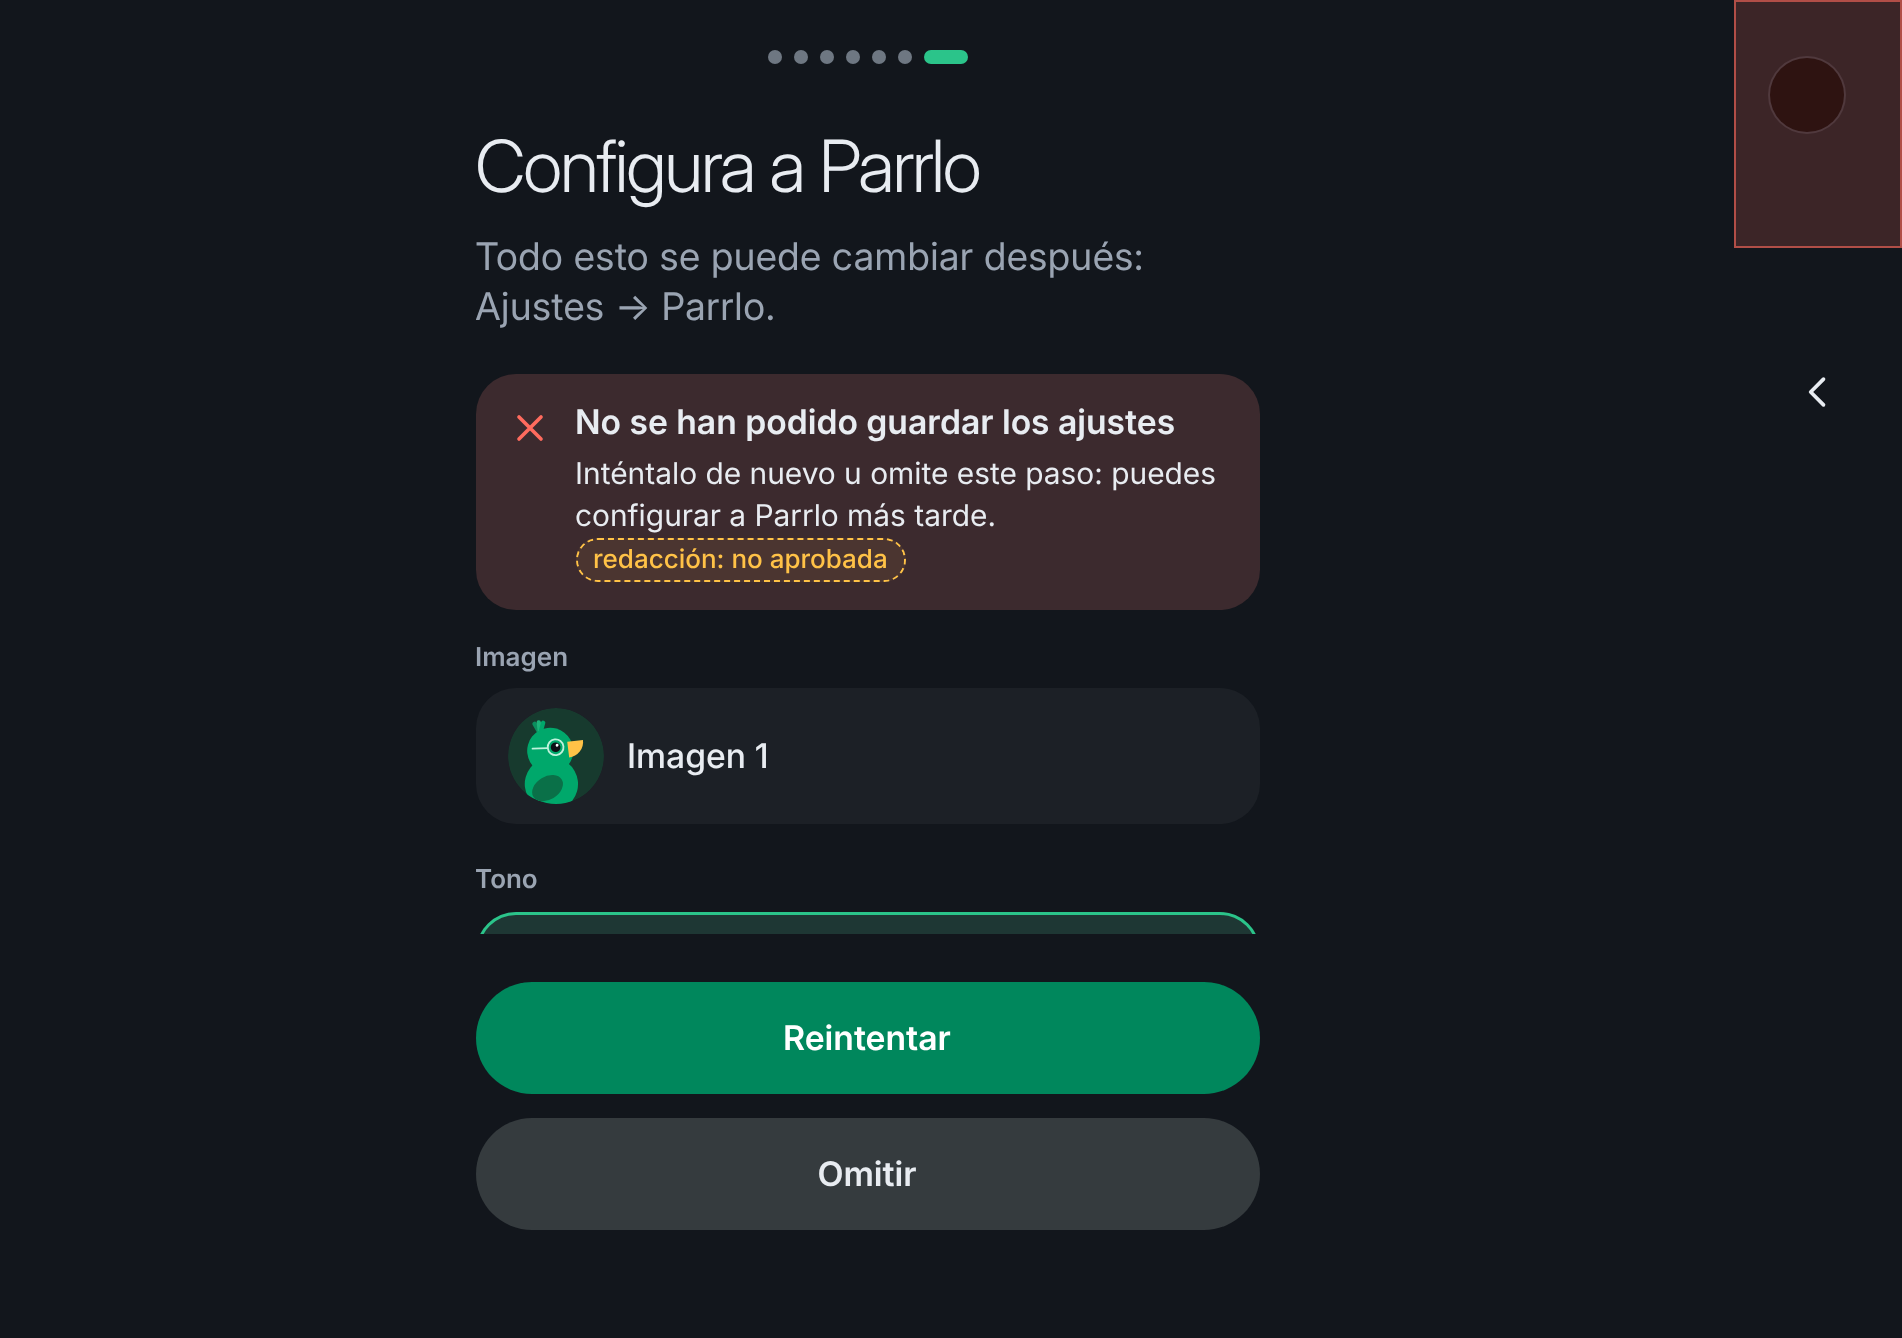 Configura a Parrlo
Todo esto se puede cambiar después:
Ajustes → Parrlo.
No se han podido guardar los ajustes
Inténtalo de nuevo u omite este paso: puedes
configurar a Parrlo más tarde.
redacción: no aprobada
Imagen
Imagen 1
Tono
Reintentar
Omitir